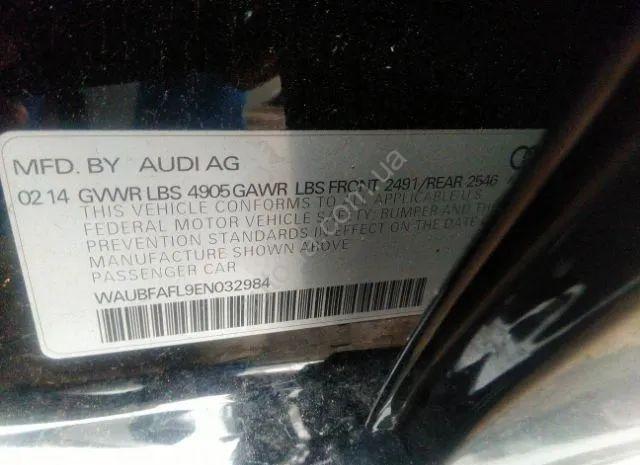 MFD. BY AUDI AG
02 14 GVWR LBS 4905 GAWR LBS FRONT 2491/REAR 2546
THIS VEHICLE CONFORMS TO ALL APPLICABLE U.S.
FEDERAL MOTOR VEHICLE SAFETY, BUMPER AND THE
PREVENTION STANDARDS IN EFFECT ON THE DATE
MANUFACTURE SHOWN ABOVE
PASSENGER CAR
WAUBFAFL9EN032984